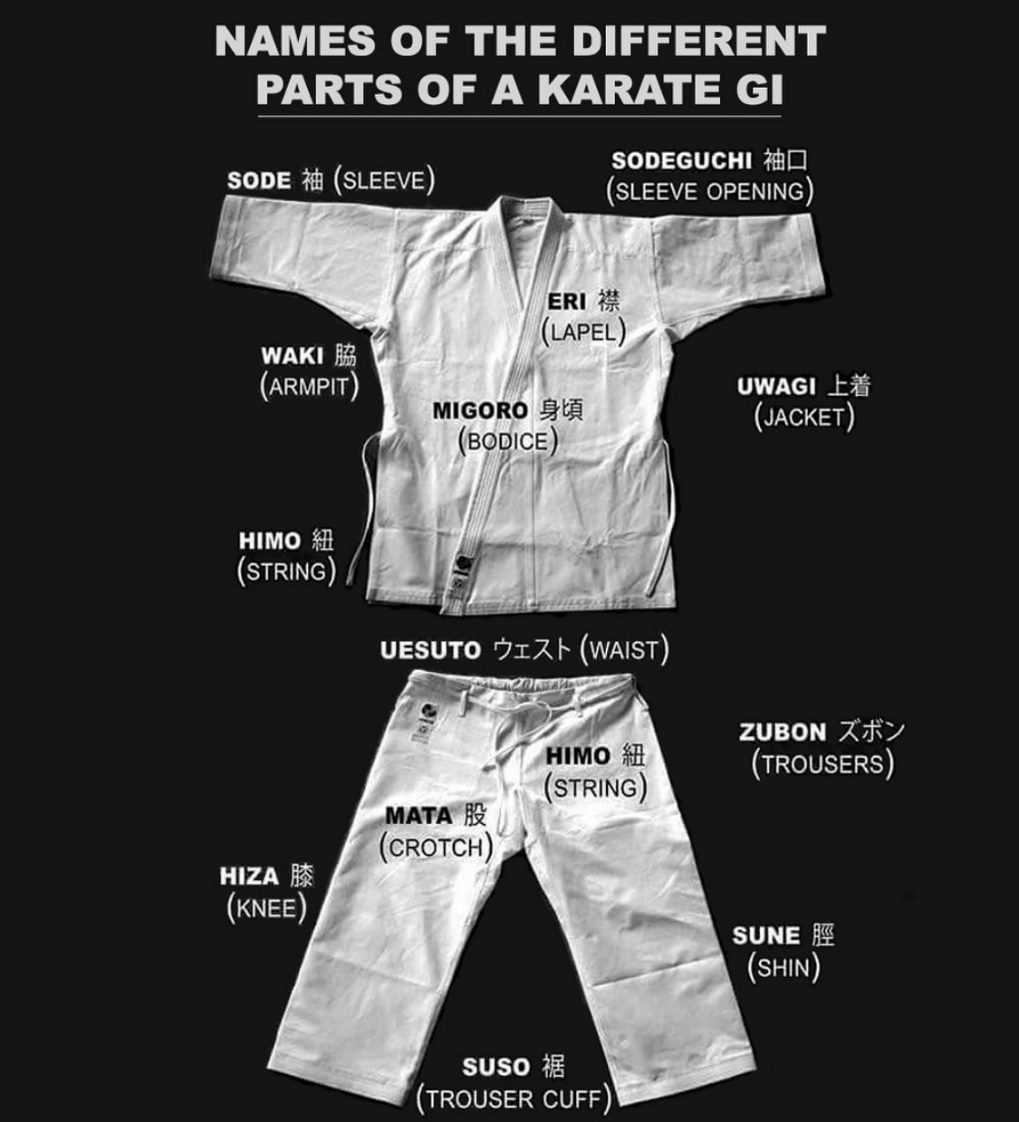 NAMES OF THE DIFFERENT
PARTS OF A KARATE GI
SODE 袖 (SLEEVE)
SODEGUCHI 袖口
(SLEEVE OPENING)
ERI 襟
(LAPEL)
WAKI 脇
(ARMPIT)
UWAGI 上着
(JACKET)
MIGORO 身頃
(BODICE)
HIMO 紐
(STRING)
UESUTO ウェスト (WAIST)
ZUBON ズボン
(TROUSERS)
HIMO 紐
(STRING)
MATA 股
(CROTCH)
HIZA 膝
(KNEE)
SUNE 脛
(SHIN)
SUSO 裾
(TROUSER CUFF)